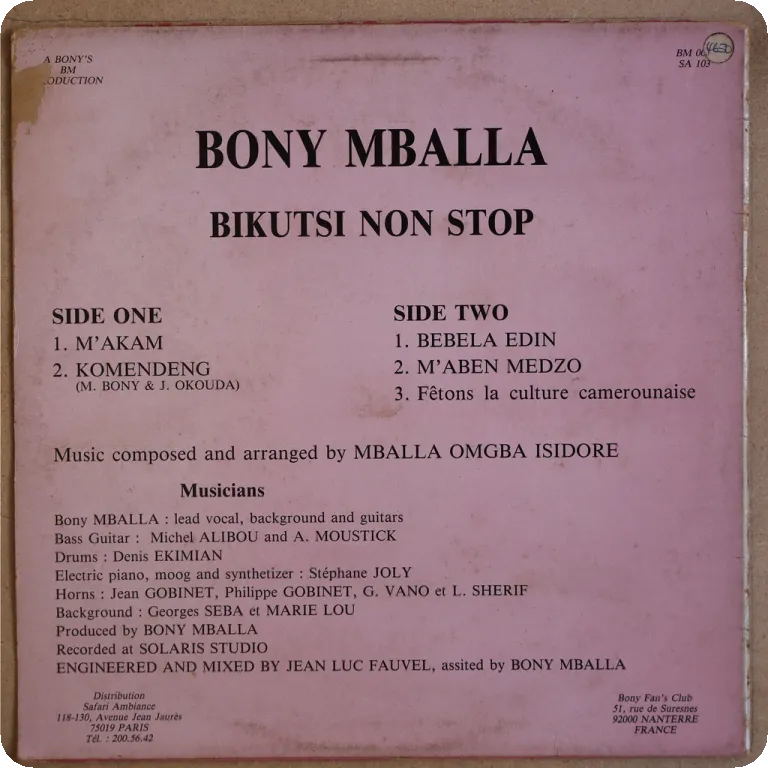 A BONY'S
BM
BM
SA 103
BONY MBALLA
BIKUTSI NON STOP
SIDE ONE
1. M'AKAM
2. KOMENDENG
(M. BONY & J. OKOUDA)
SIDE TWO
1. BEBELA EDIN
2. M'ABEN MEDZO
3. Fêtons la culture camerounaise
Music composed and arranged by MBALLA OMGBA ISIDORE
Musicians
Bony MBALLA : lead vocal, background and guitars
Bass Guitar : Michel ALIBOU and A. MOUSTICK
Drums : Denis EKIMIAN
Electric piano, moog and synthetizer : Stéphane JOLY
Horns : Jean GOBINET, Philippe GOBINET, G. VANO et L. SHERIF
Background : Georges SEBA et MARIE LOU
Produced by BONY MBALLA
Recorded at SOLARIS STUDIO
ENGINEERED AND MIXED BY JEAN LUC FAUVEL, assited by BONY MBALLA
Distribution
Safari Ambiance
118-130, Avenue Jean Jaurès
75019 PARIS
Tél. : 200.56.42
Bony Fan's Club
51, rue de Suresnes
92000 NANTERRE
FRANCE